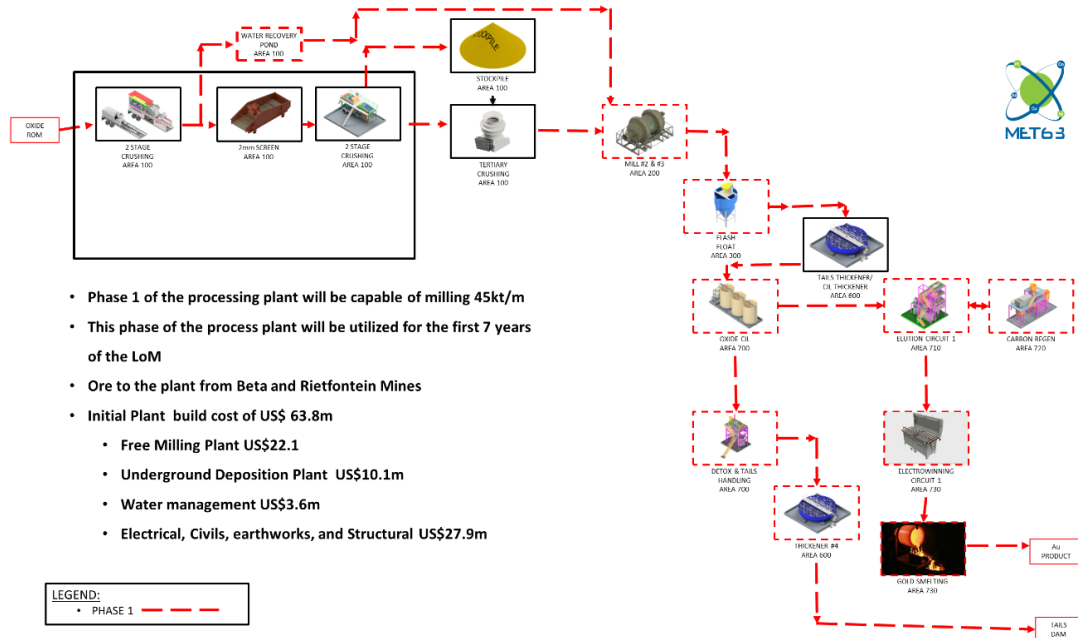 WATER RECOVERY
POND
AREA 100
STOCKPILE
STOCKPILE
AREA 100
OXIDE
ROM
2 STAGE
CRUSHING
AREA 100
2mm SCREEN
AREA 100
2 STAGE
CRUSHING
AREA 100
TERTIARY
CRUSHING
AREA 100
MILL #2 & #3
AREA 200
MET63
FLASH
FLOAT
AREA 300
TAILS THICKENER/
CIL THICKENER
AREA 600
OXIDE CIL
AREA 700
ELUTION CIRCUIT 1
AREA 710
CARBON REGEN
AREA 720
• Phase 1 of the processing plant will be capable of milling 45kt/m
• This phase of the process plant will be utilized for the first 7 years
of the LoM
• Ore to the plant from Beta and Rietfontein Mines
• Initial Plant build cost of US$ 63.8m
• Free Milling Plant US$22.1
• Underground Deposition Plant US$10.1m
• Water management US$3.6m
• Electrical, Civils, earthworks, and Structural US$27.9m
DETOX & TAILS
HANDLING
AREA 700
ELECTROWINNING
CIRCUIT 1
AREA 730
THICKENER #4
AREA 600
GOLD SMELTING
AREA 730
Au
PRODUCT
TAILS
DAM
LEGEND:
• PHASE 1